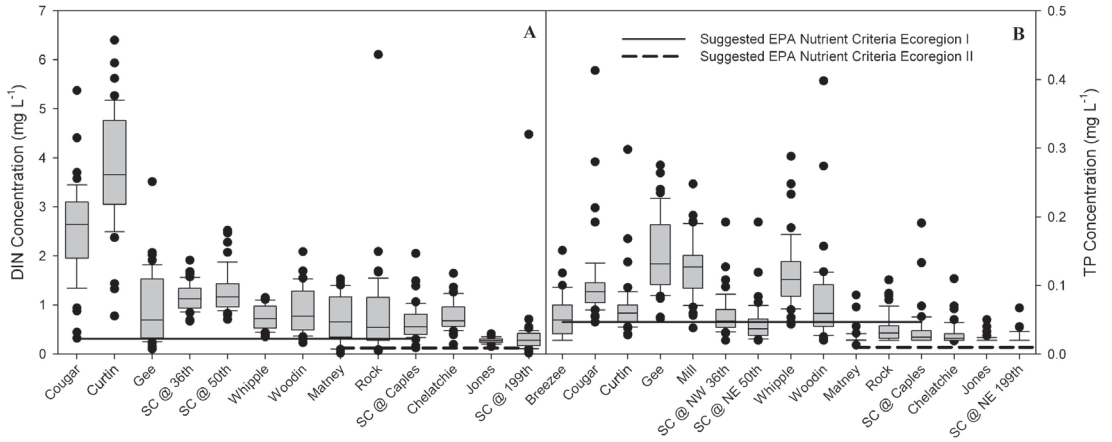 7
6
5
4
3
2
1
0
DIN Concentration (mg L-1)
A
Cougar
Curtin
Gee
SC @ 36th
SC @ 50th
Whipple
Woodin
Matney
Rock
SC @ Caples
Chelatchie
Jones
SC @ 199th
Suggested EPA Nutrient Criteria Ecoregion I
Suggested EPA Nutrient Criteria Ecoregion II
B
0.5
0.4
0.3
0.2
0.1
0.0
TP Concentration (mg L-1)
Breezee
Cougar
Curtin
Gee
Mill
SC @ NW 36th
SC @ NE 50th
Whipple
Woodin
Matney
Rock
SC @ Caples
Chelatchie
Jones
SC @ NE 199th